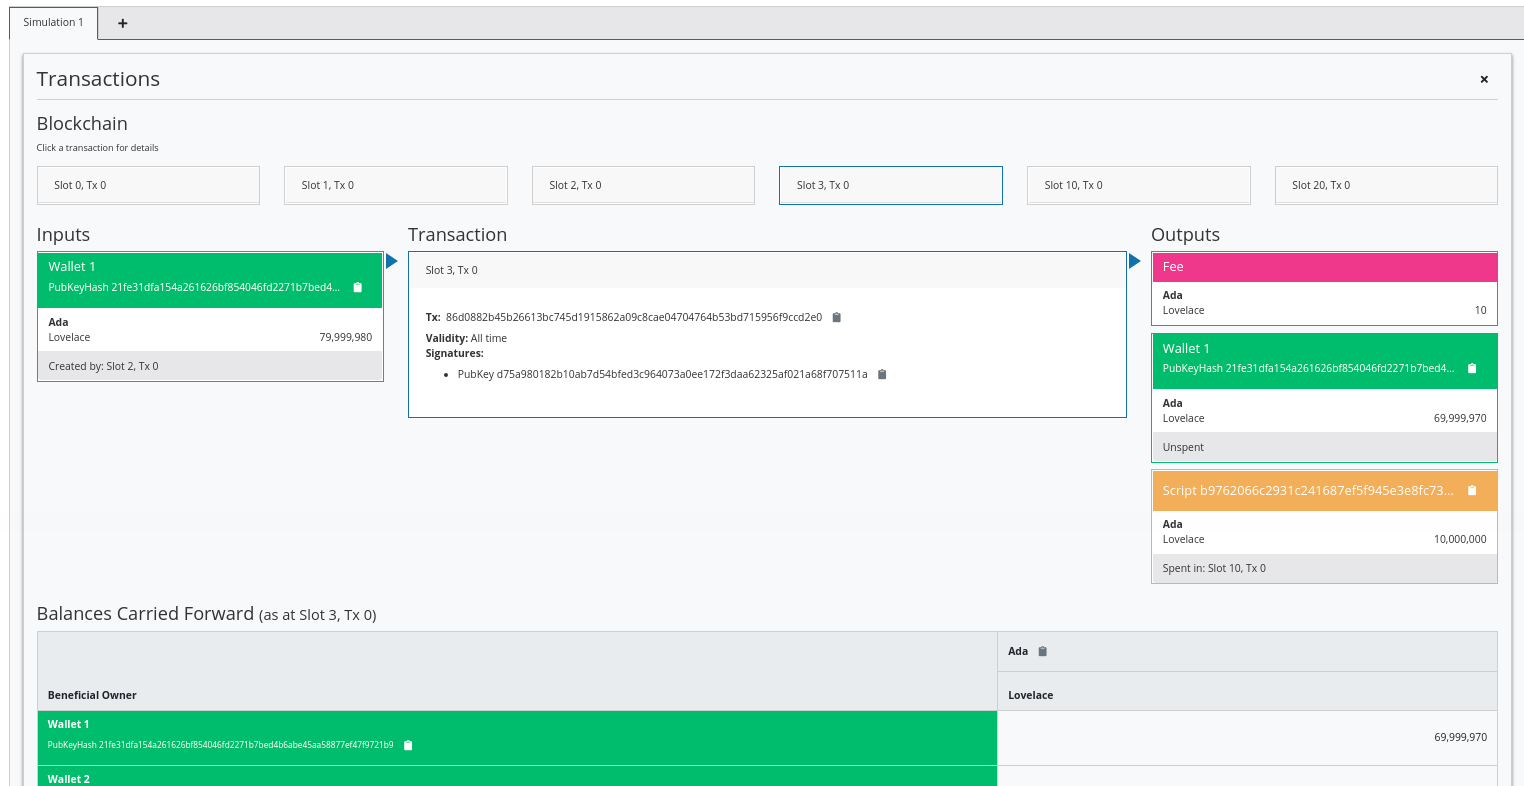 Simulation 1
Transactions
Blockchain
Click a transaction for details
Slot 0, Tx 0
Slot 1, Tx 0
Slot 2, Tx 0
Slot 3, Tx 0
Slot 10, Tx 0
Slot 20, Tx 0
Inputs
Wallet 1
PubKeyHash 21fe31dfa154a261626bf854046fd2271b7bed4...
Ada
Lovelace 79,999,980
Created by: Slot 2, Tx 0
Transaction
Slot 3, Tx 0
Tx: 86d0882b45b26613bc745d1915862a09c8cae04704764b53bd715956f9ccd2e0
Validity: All time
Signatures:
PubKey d75a980182b10ab7d54bfed3c964073a0ee172f3daa62325af021a68f707511a
Outputs
Fee
Ada
Lovelace 10
Wallet 1
PubKeyHash 21fe31dfa154a261626bf854046fd2271b7bed4...
Ada
Lovelace 69,999,970
Unspent
Script b9762066c2931c241687ef5f945e3e8fc73...
Ada
Lovelace 10,000,000
Spent in: Slot 10, Tx 0
Balances Carried Forward (as at Slot 3, Tx 0)
Ada
Beneficial Owner
Lovelace
Wallet 1
PubKeyHash 21fe31dfa154a261626bf854046fd2271b7bed4b6abe45aa58877ef47f9721b9
69,999,970
Wallet 2